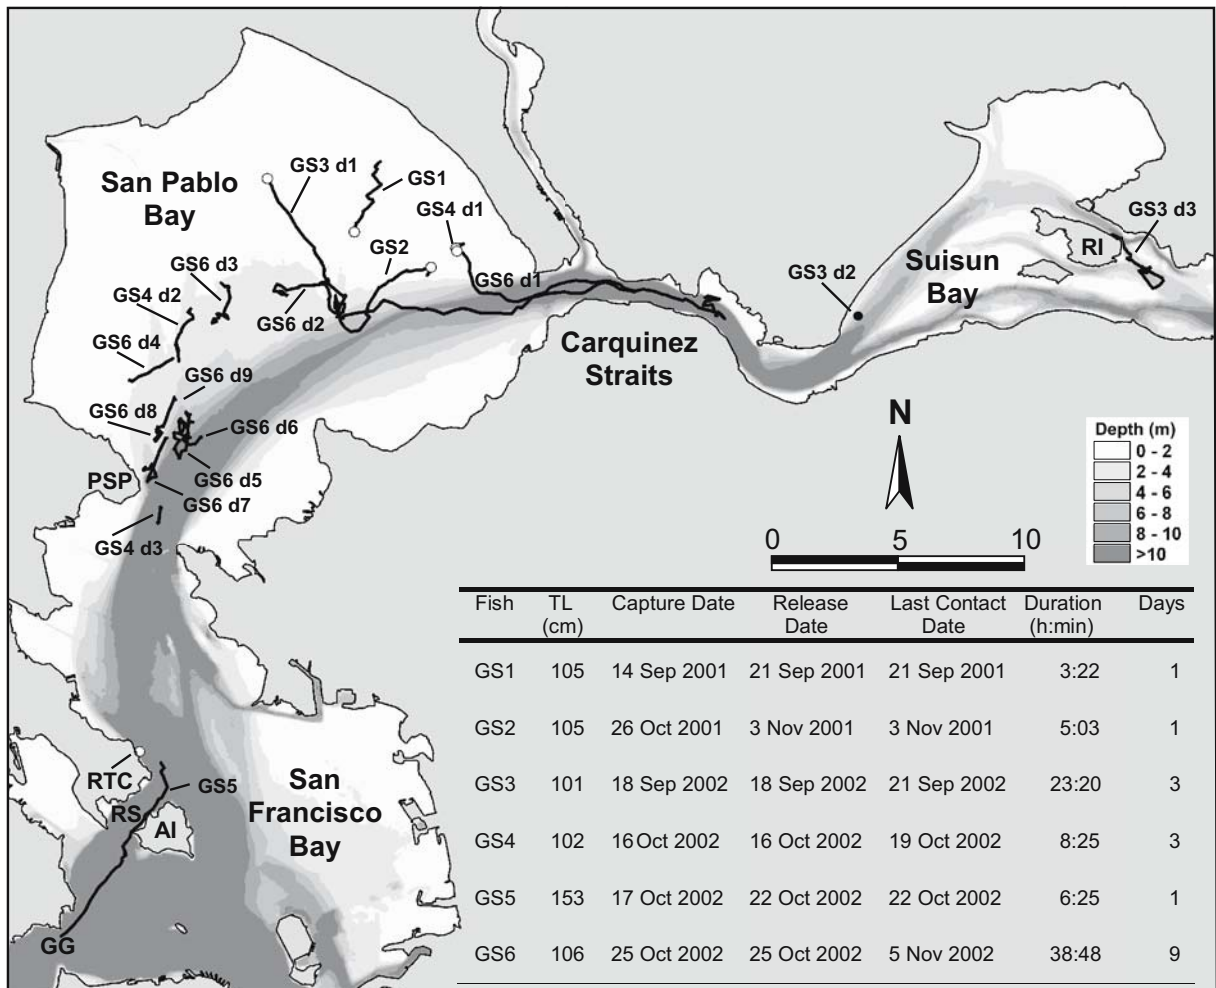 San Pablo
Bay
GS3 d1
GS1
GS4 d1
GS2
GS6 d3
GS4 d2
GS6 d1
GS6 d2
GS6 d4
GS6 d9
GS6 d8
GS6 d6
PSP
GS6 d5
GS6 d7
GS4 d3
Carquinez
Straits
GS3 d2
Suisun
Bay
GS3 d3
RI
N
0 5 10
Depth (m)
0 - 2
2 - 4
4 - 6
6 - 8
8 - 10
>10
RTC
GS5
RS
AI
GG
San
Francisco
Bay
Fish TL (cm) Capture Date Release Date Last Contact Date Duration (h:min) Days
GS1 105 14 Sep 2001 21 Sep 2001 21 Sep 2001 3:22 1
GS2 105 26 Oct 2001 3 Nov 2001 3 Nov 2001 5:03 1
GS3 101 18 Sep 2002 18 Sep 2002 21 Sep 2002 23:20 3
GS4 102 16 Oct 2002 16 Oct 2002 19 Oct 2002 8:25 3
GS5 153 17 Oct 2002 22 Oct 2002 22 Oct 2002 6:25 1
GS6 106 25 Oct 2002 25 Oct 2002 5 Nov 2002 38:48 9